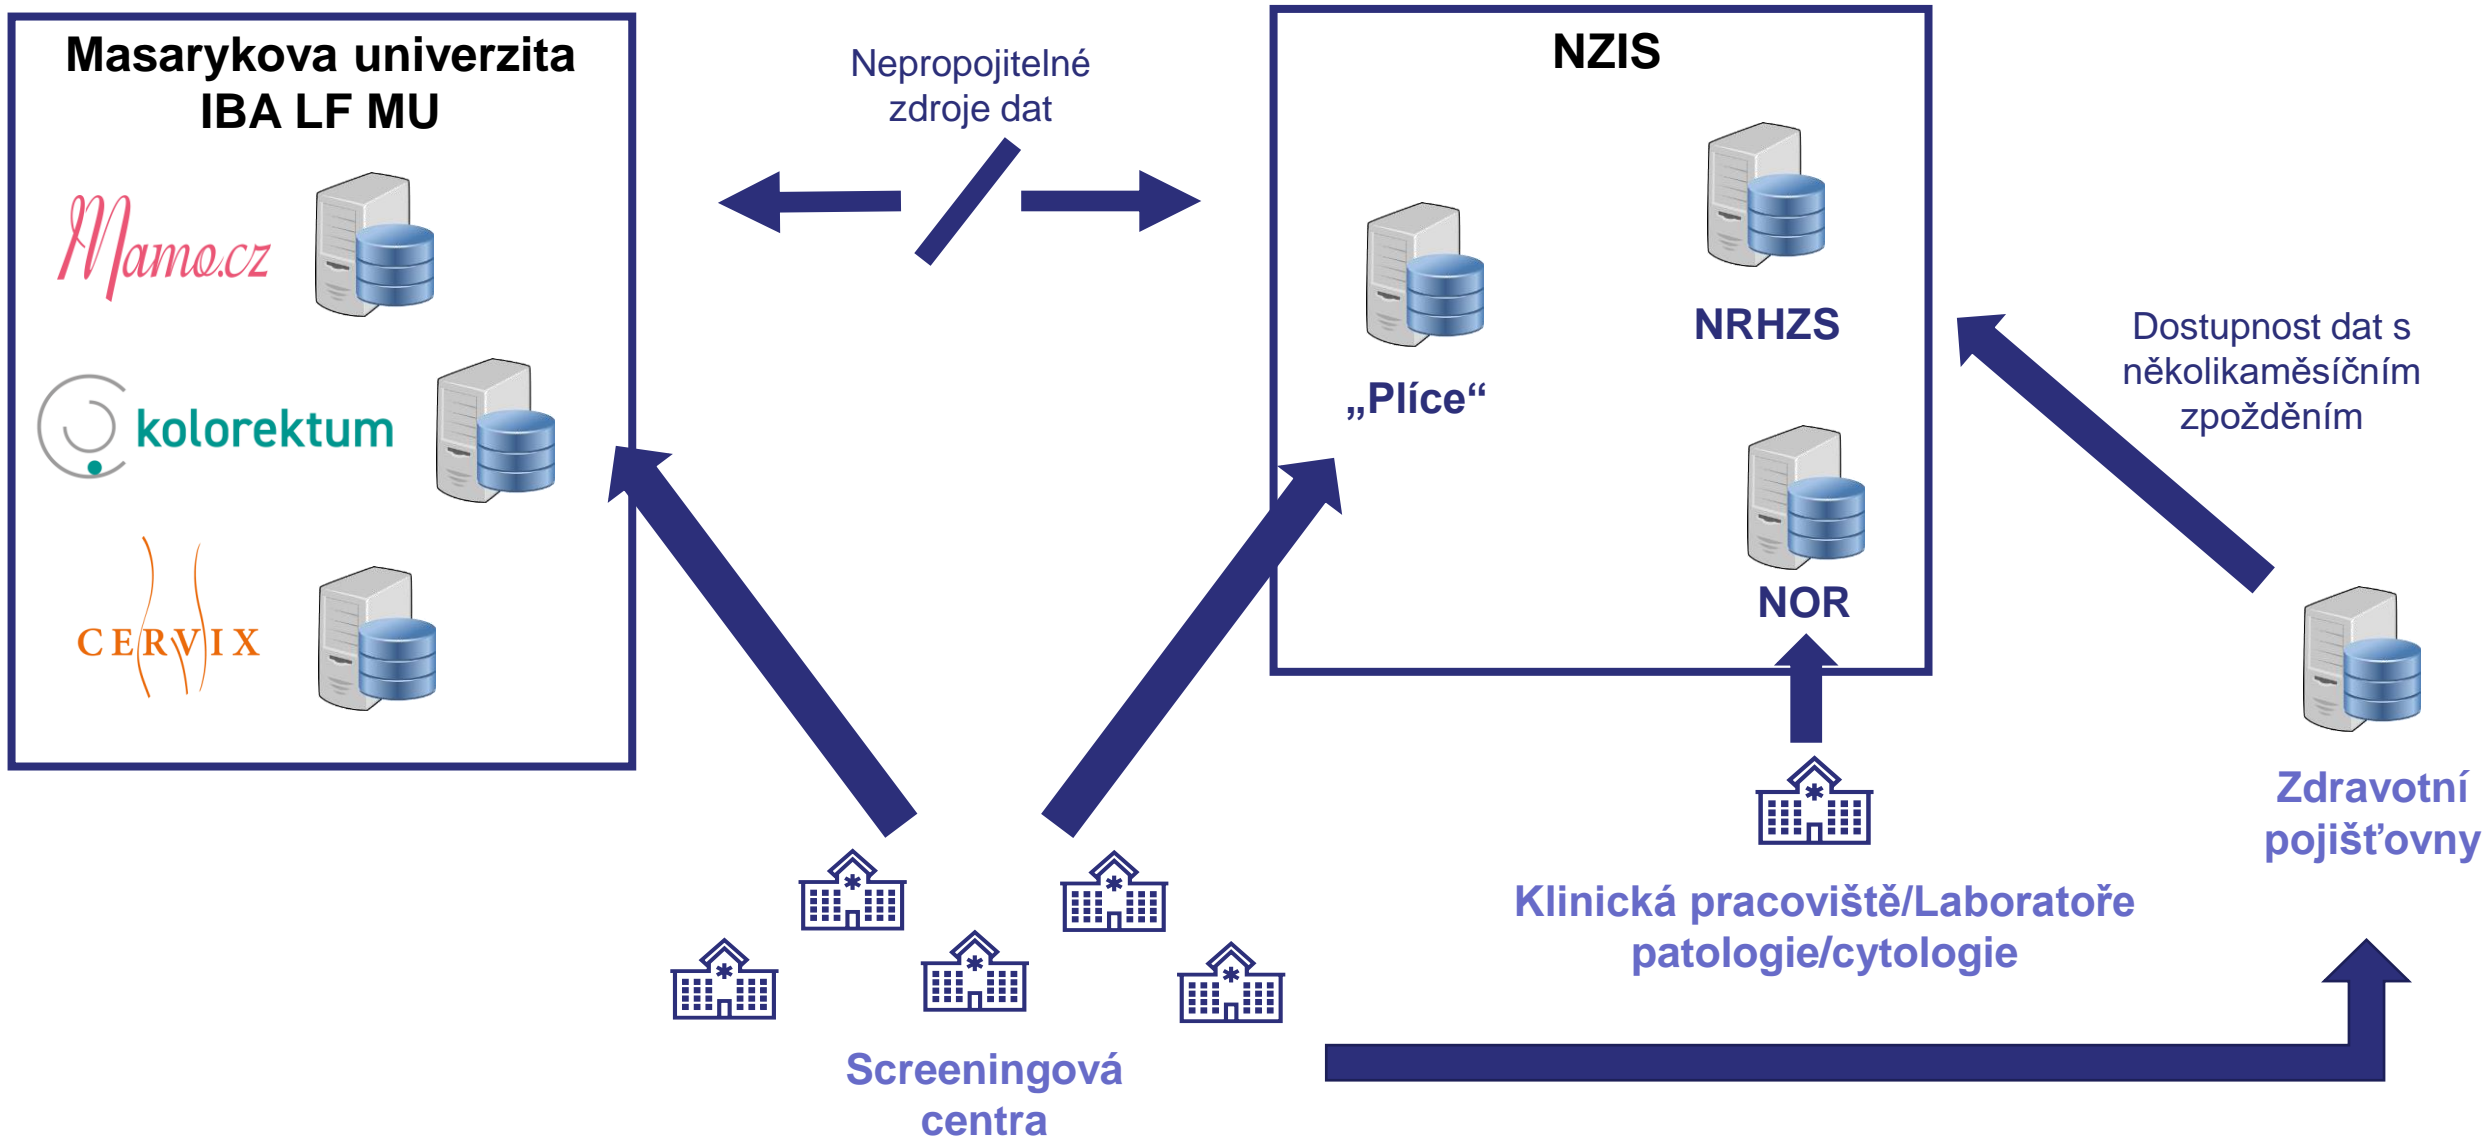 Masarykova univerzita
IBA LF MU
Mamo.cz
kolorektum
CERVIX
Nepropojitelné
zdroje dat
NZIS
„Plíce“
NRHZS
NOR
Dostupnost dat s
několikaměsíčním
zpožděním
Zdravotní
pojišťovny
Klinická pracoviště/Laboratoře
patologie/cytologie
Screeningová
centra